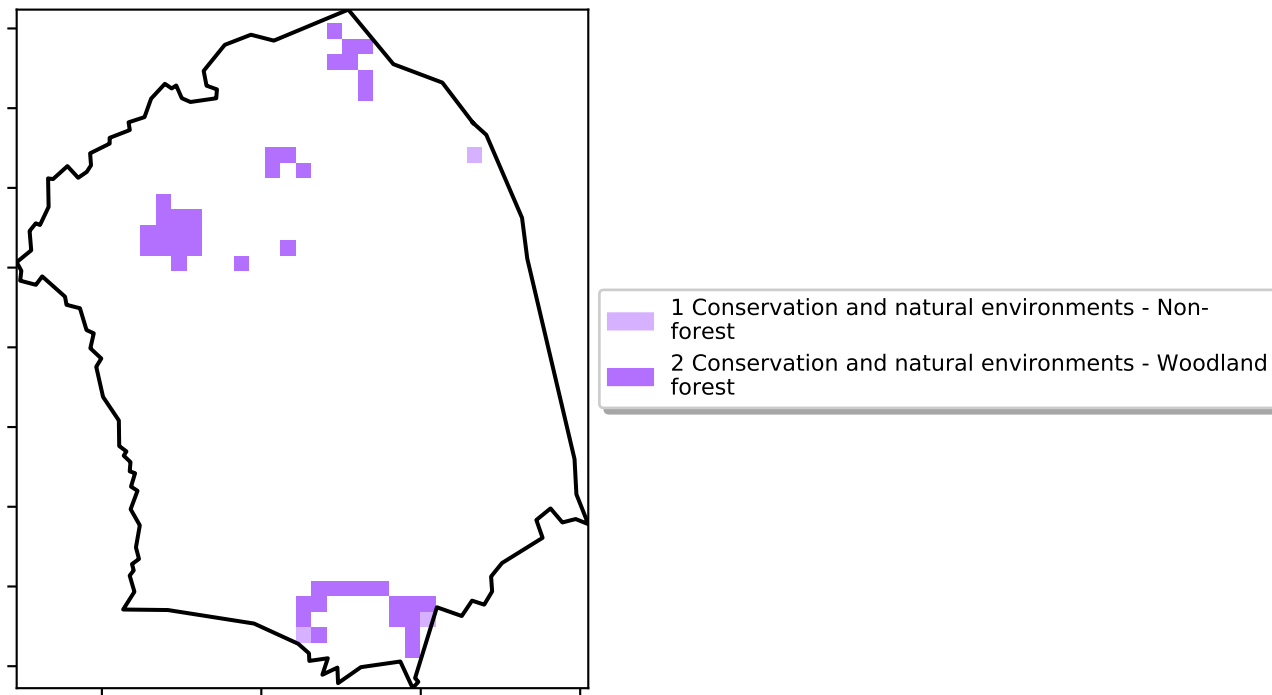 1 Conservation and natural environments - Non-
forest
2 Conservation and natural environments - Woodland
forest